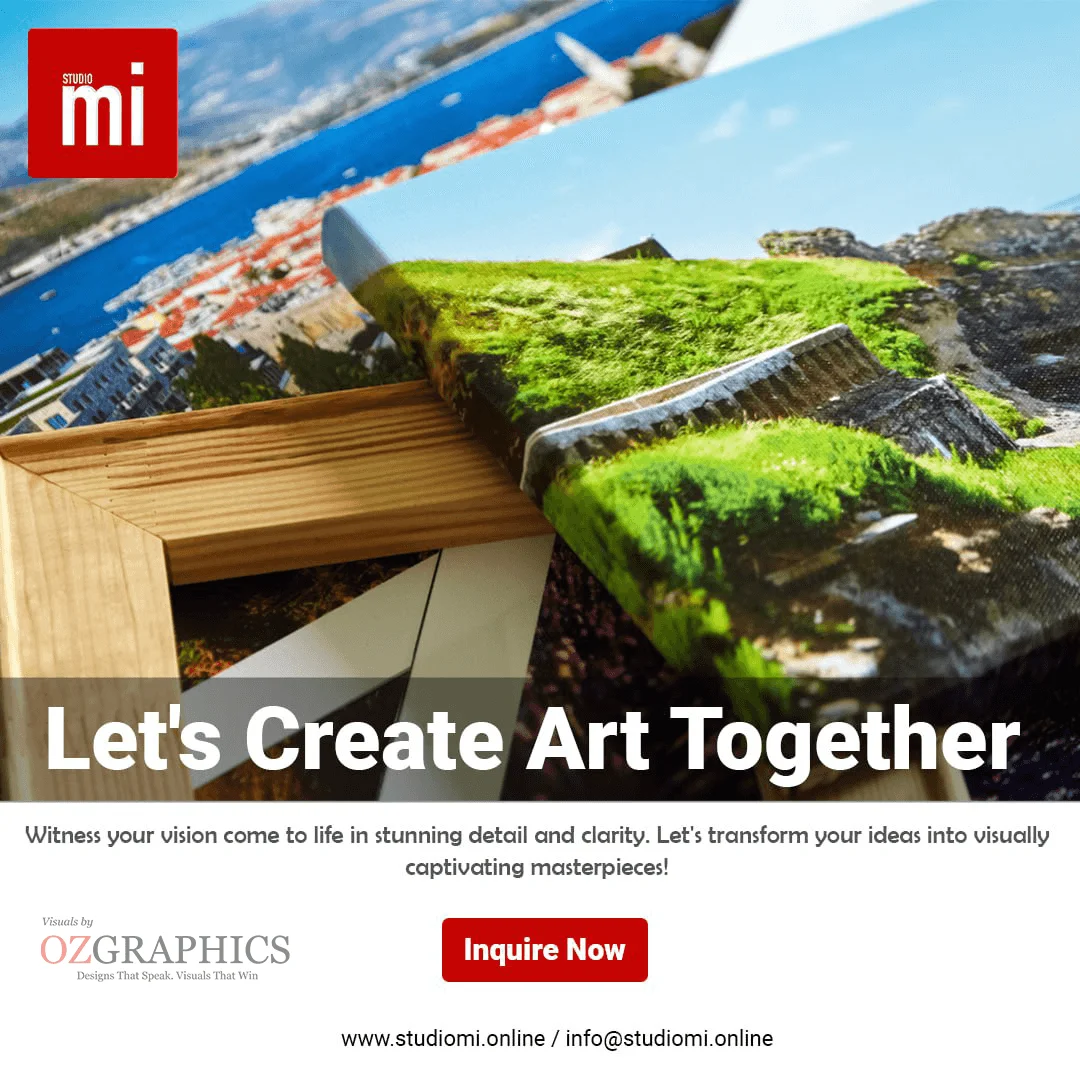 STUDIO
mi
Let's Create Art Together
Witness your vision come to life in stunning detail and clarity. Let's transform your ideas into visually
captivating masterpieces!
Visuals by
OZGRAPHICS
Designs That Speak. Visuals That Win
Inquire Now
www.studiomi.online / info@studiomi.online